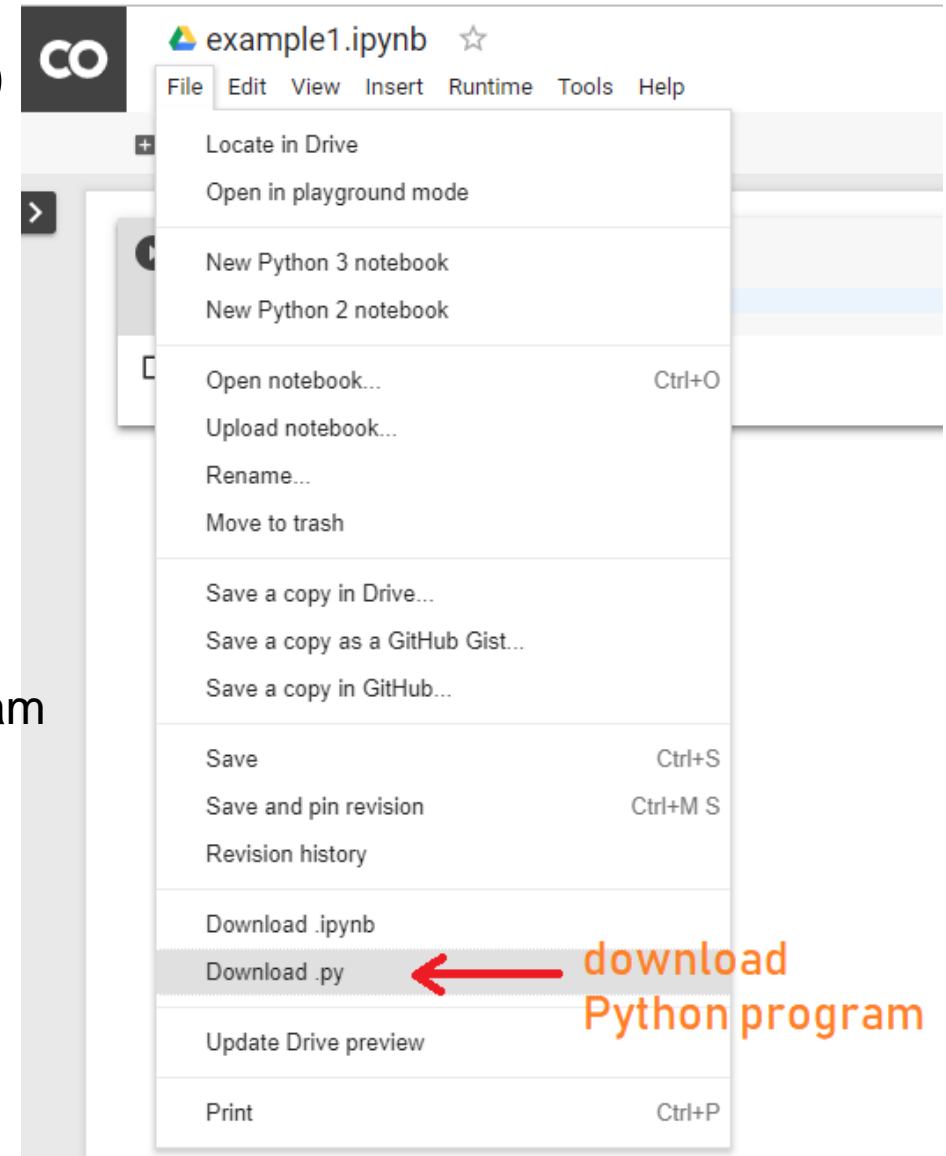 CO
example1.ipynb
File Edit View Insert Runtime Tools Help
)
Locate in Drive
Open in playground mode
New Python 3 notebook
New Python 2 notebook
Open notebook... Ctrl+O
Upload notebook...
Rename...
Move to trash
Save a copy in Drive...
Save a copy as a GitHub Gist...
Save a copy in GitHub...
am
Save Ctrl+S
Save and pin revision Ctrl+M S
Revision history
Download .ipynb
Download .py
download
Python program
Update Drive preview
Print Ctrl+P